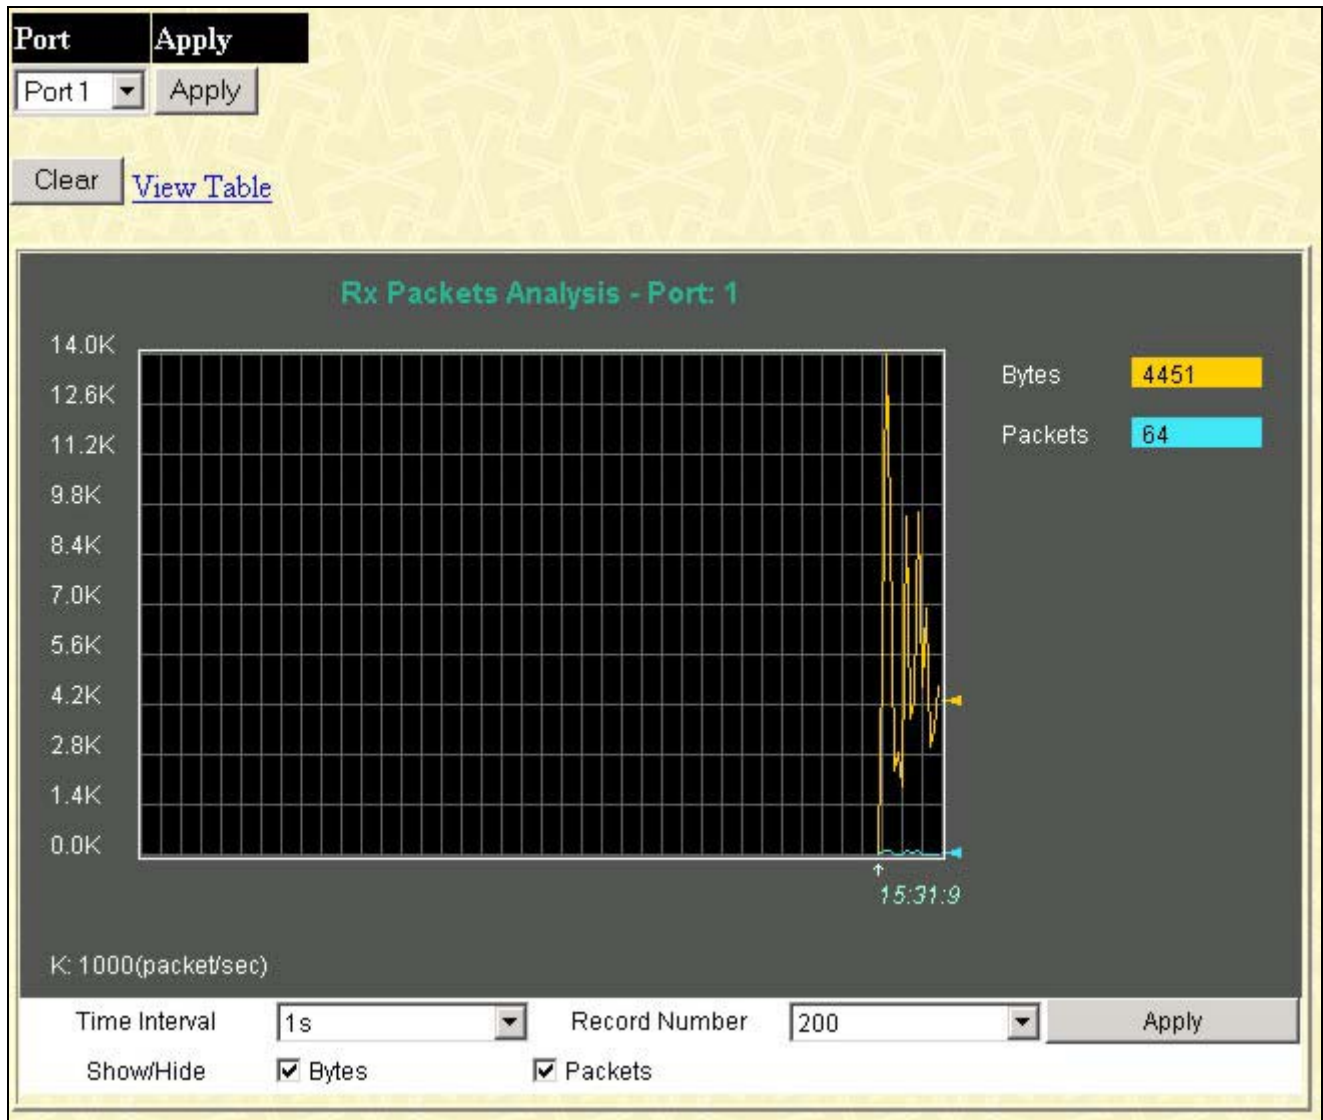 Port Apply
Port 1 Apply
Clear View Table
Rx Packets Analysis - Port: 1
14.0K
12.6K
11.2K
9.8K
8.4K
7.0K
5.6K
4.2K
2.8K
1.4K
0.0K
Bytes 4451
Packets 64
15:31:9
K: 1000(packet/sec)
Time Interval 1s Record Number 200 Apply
Show/Hide Bytes Packets